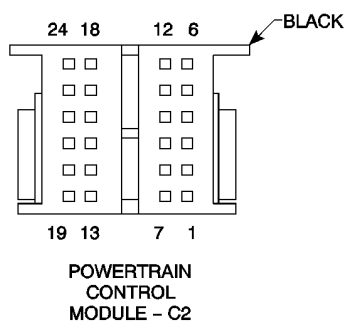 24 18 12 6
BLACK
19 13 7 1
POWERTRAIN
CONTROL
MODULE - C2